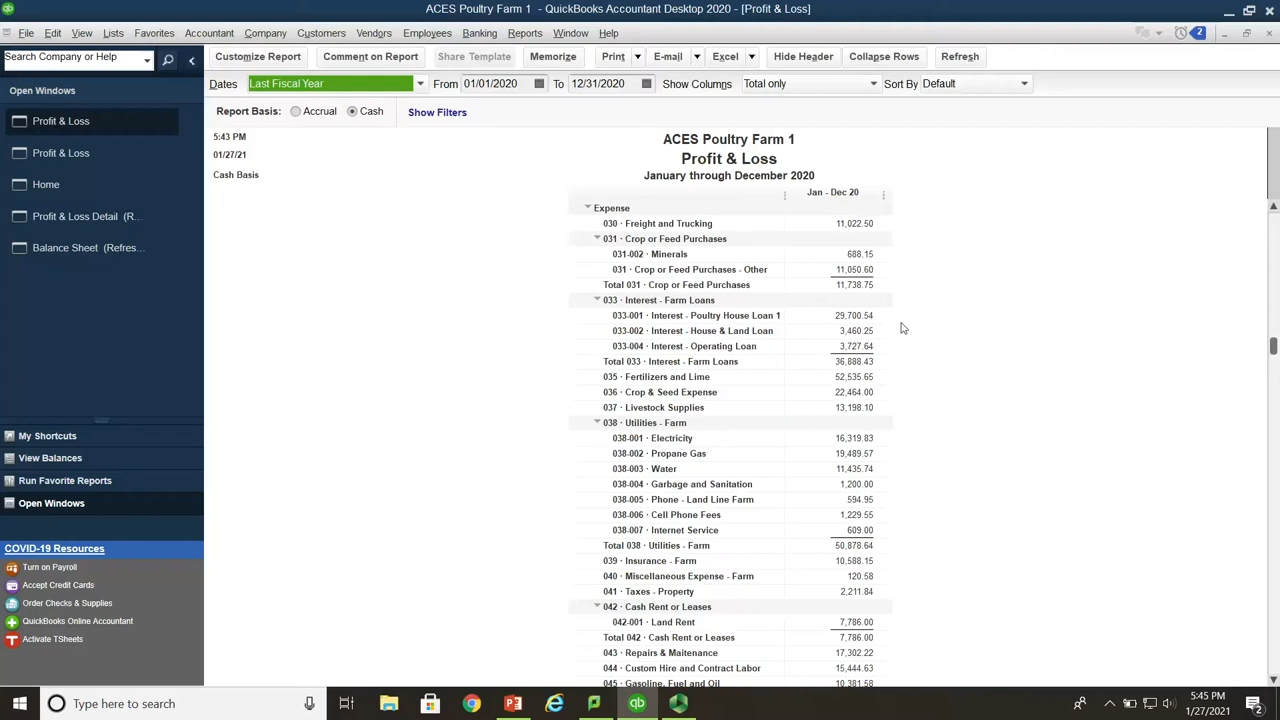 ACES Poultry Farm 1 - QuickBooks Accountant Desktop 2020 - [Profit & Loss]
File Edit View Lists Favorites Accountant Company Customers Vendors Employees Banking Reports Window Help 2
Search Company or Help
Customize Report Comment on Report Share Template Memorize Print E-mail Excel Hide Header Collapse Rows Refresh
Open Windows
Dates Last Fiscal Year From 01/01/2020 To 12/31/2020 Show Columns Total only Sort By Default
Report Basis: Accrual Cash Show Filters
Profit & Loss
Profit & Loss
Home
Profit & Loss Detail (R...
Balance Sheet (Refres...
My Shortcuts
View Balances
Run Favorite Reports
Open Windows
COVID-19 Resources
Turn on Payroll
Accept Credit Cards
Order Checks & Supplies
QuickBooks Online Accountant
Activate TSheets
5:43 PM
01/27/21
Cash Basis
ACES Poultry Farm 1
Profit & Loss
January through December 2020
Jan - Dec 20
Expense
030 · Freight and Trucking 11,022.50
031 · Crop or Feed Purchases
031-002 · Minerals 688.15
031 · Crop or Feed Purchases - Other 11,050.60
Total 031 · Crop or Feed Purchases 11,738.75
033 · Interest - Farm Loans
033-001 · Interest - Poultry House Loan 1 29,700.54
033-002 · Interest - House & Land Loan 3,460.25
033-004 · Interest - Operating Loan 3,727.64
Total 033 · Interest - Farm Loans 36,888.43
035 · Fertilizers and Lime 52,535.65
036 · Crop & Seed Expense 22,464.00
037 · Livestock Supplies 13,198.10
038 · Utilities - Farm
038-001 · Electricity 16,319.83
038-002 · Propane Gas 19,489.57
038-003 · Water 11,435.74
038-004 · Garbage and Sanitation 1,200.00
038-005 · Phone - Land Line Farm 594.95
038-006 · Cell Phone Fees 1,229.55
038-007 · Internet Service 609.00
Total 038 · Utilities - Farm 50,878.64
039 · Insurance - Farm 10,588.15
040 · Miscellaneous Expense - Farm 120.58
041 · Taxes - Property 2,211.84
042 · Cash Rent or Leases
042-001 · Land Rent 7,786.00
Total 042 · Cash Rent or Leases 7,786.00
043 · Repairs & Maitenance 17,302.22
044 · Custom Hire and Contract Labor 15,444.63
045 · Gasoline, Fuel and Oil 10,381.58
Type here to search
5:45 PM
1/27/2021
2